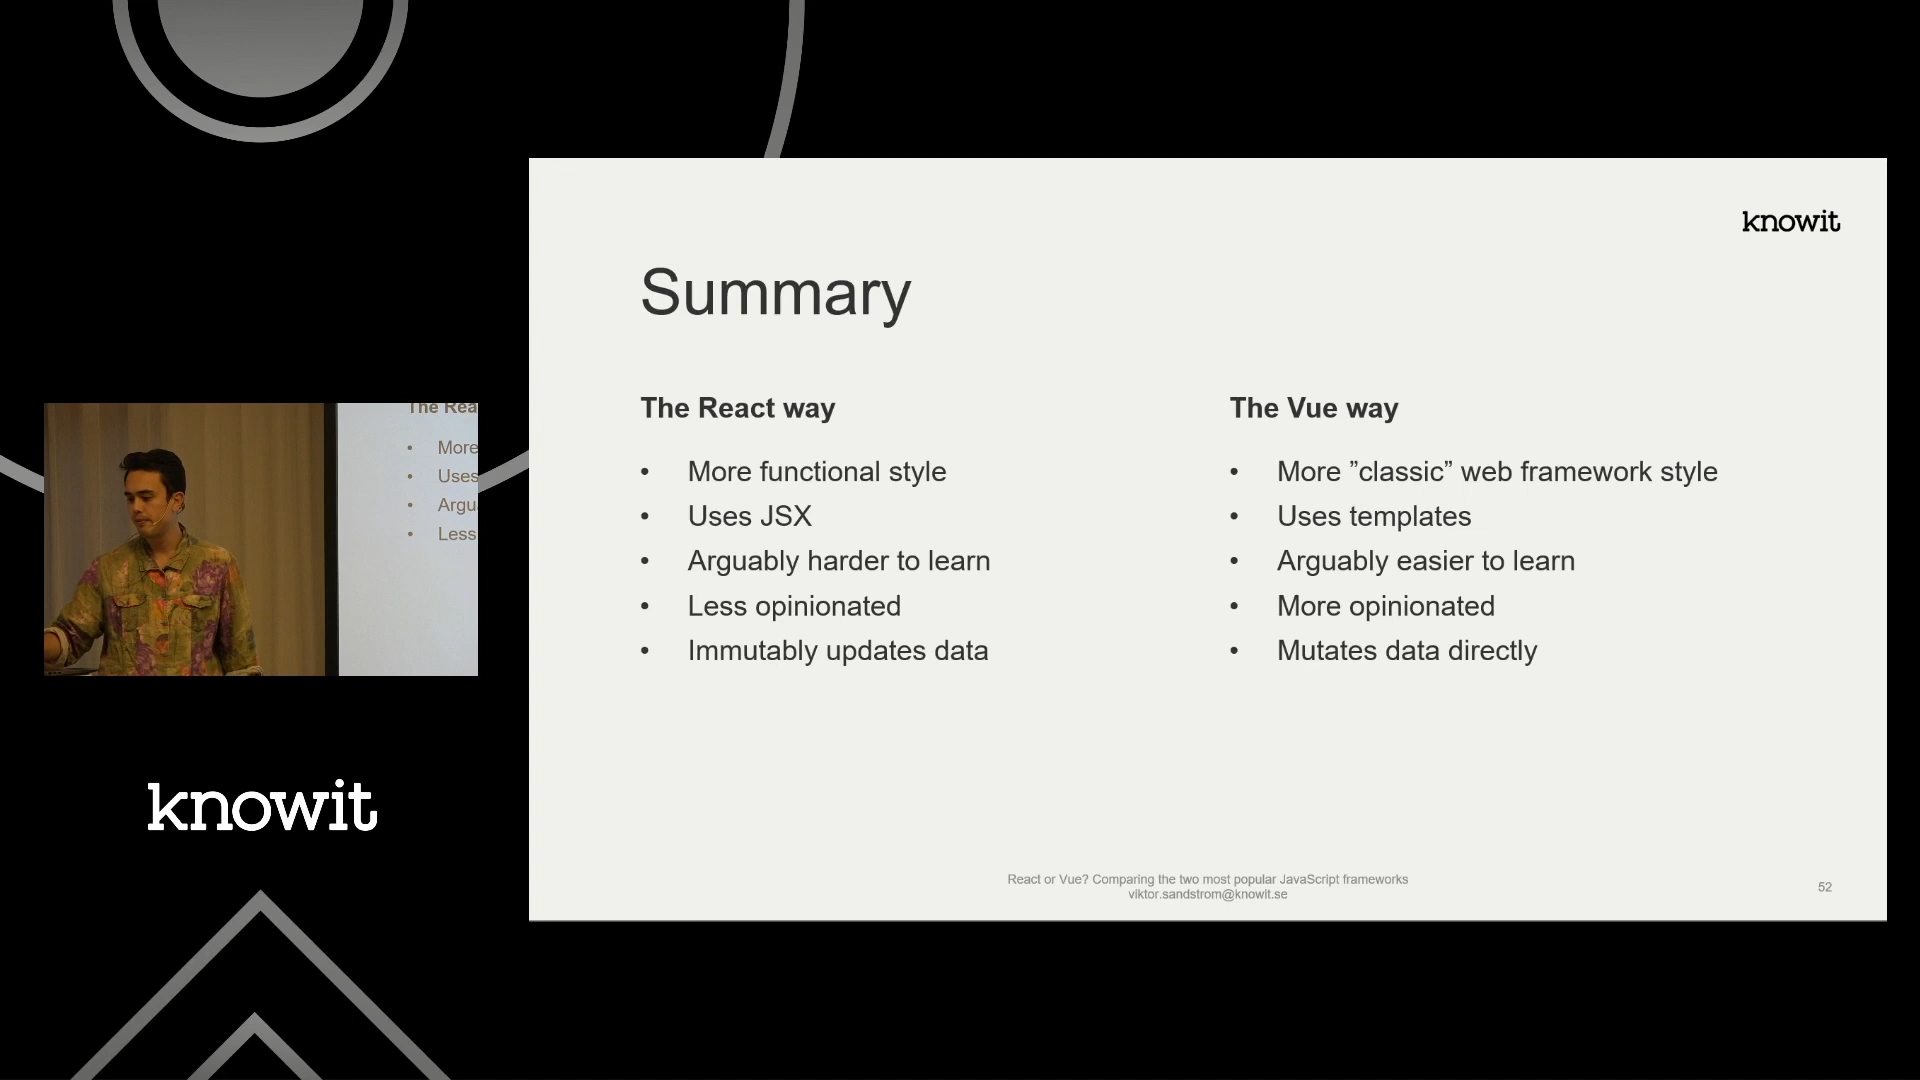 knowit
Summary
The React way
• More functional style
• Uses JSX
• Arguably harder to learn
• Less opinionated
• Immutably updates data
The Vue way
• More ”classic” web framework style
• Uses templates
• Arguably easier to learn
• More opinionated
• Mutates data directly
React or Vue? Comparing the two most popular JavaScript frameworks
viktor.sandstrom@knowit.se
52
The Rea
• More
• Uses
• Argu
• Less
knowit